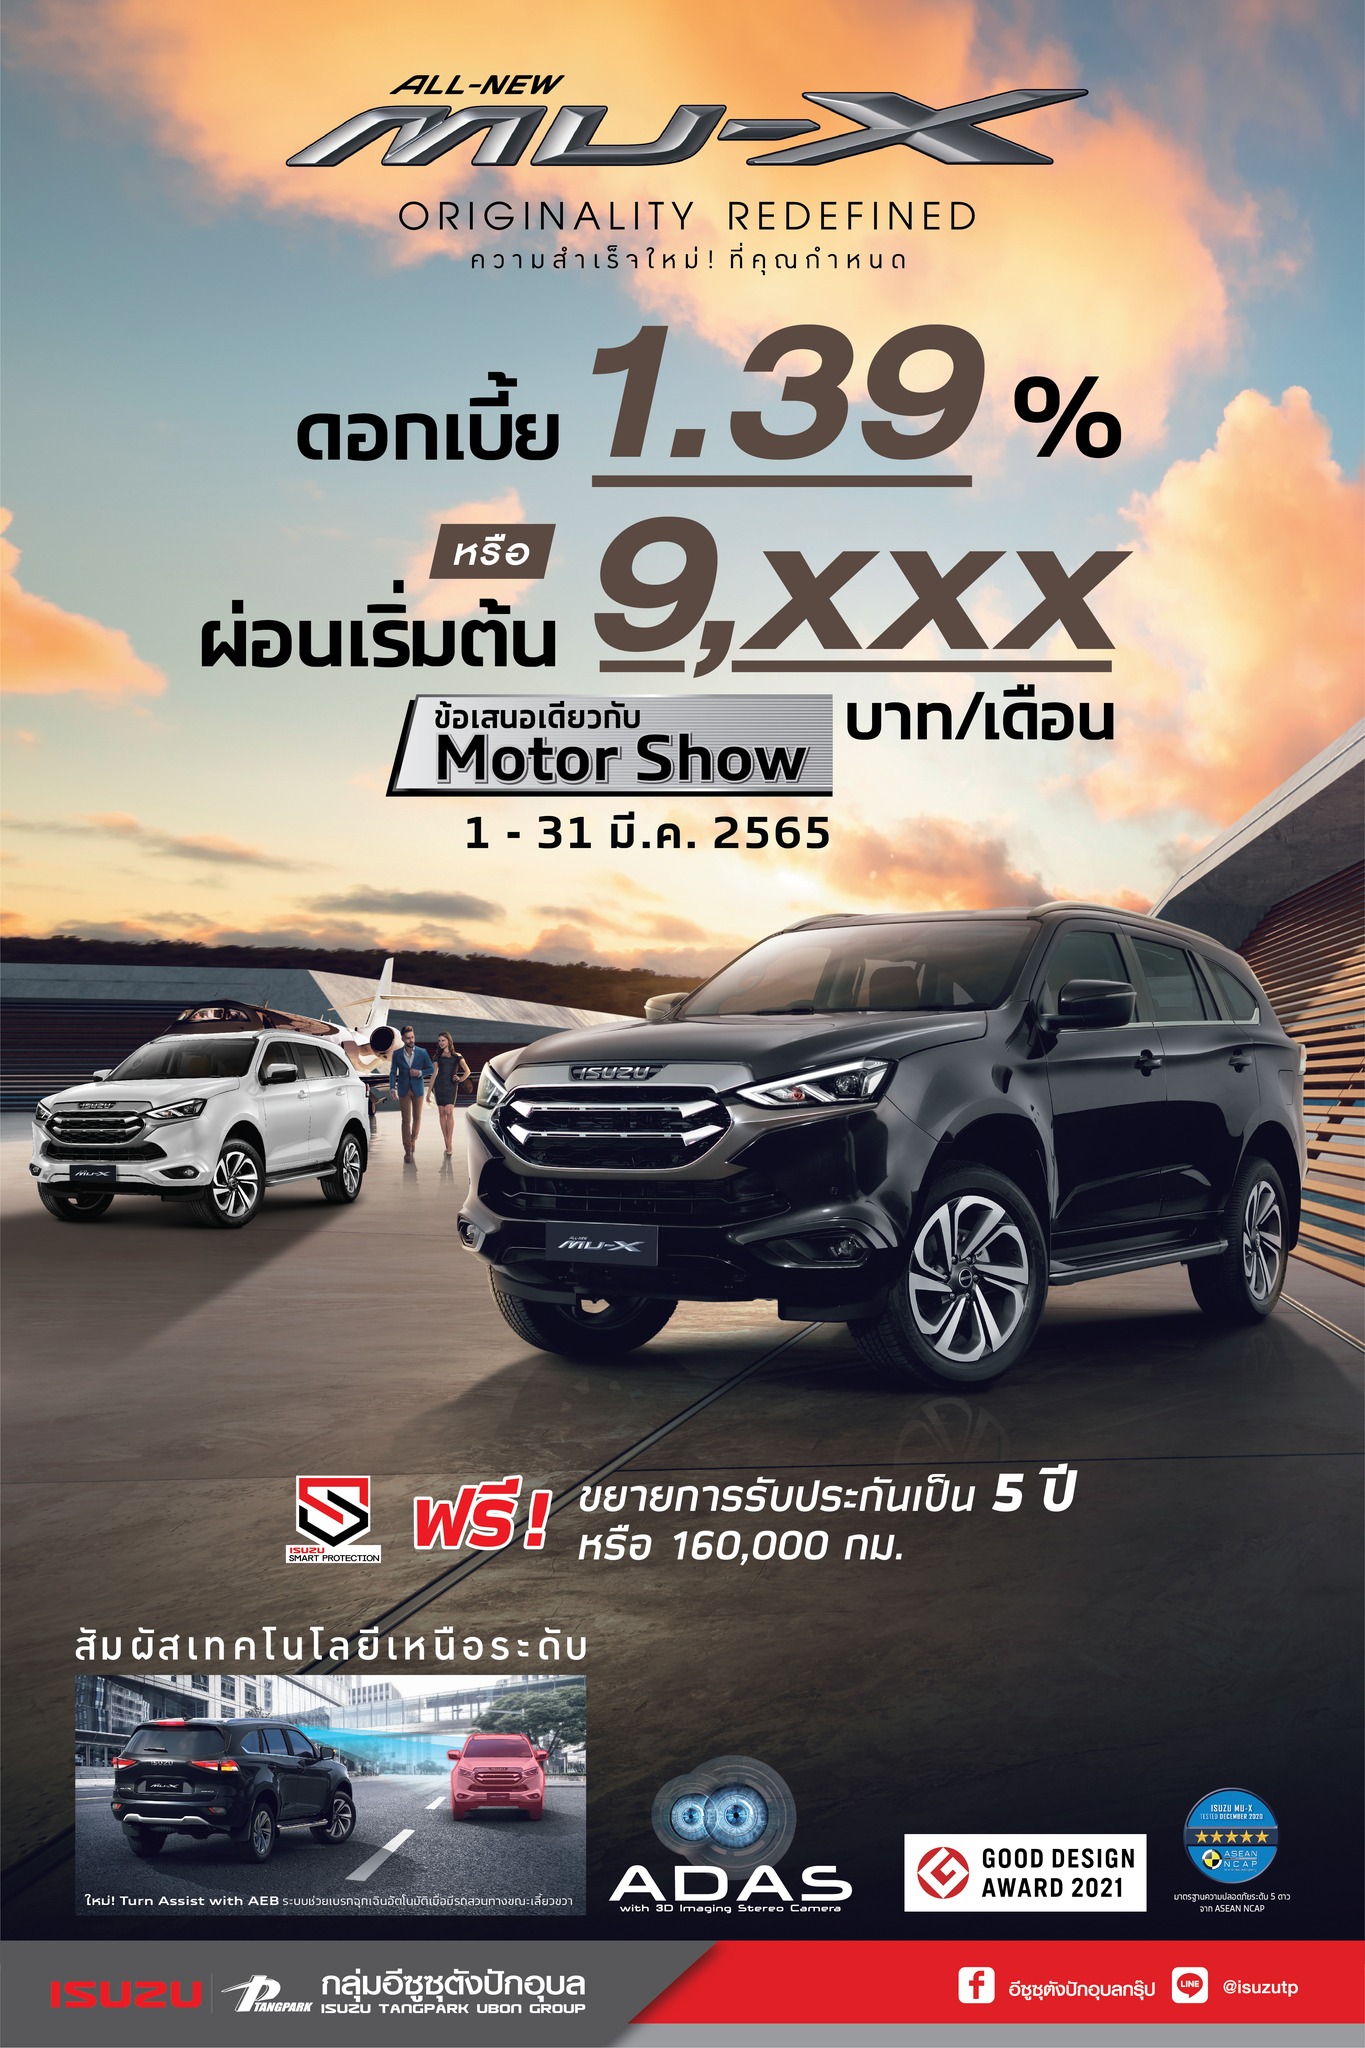 ALL-NEW
MU-X
ORIGINALITY REDEFINED
ความสำเร็จใหม่! ที่คุณกำหนด
ดอกเบี้ย 1.39 %
หรือ
ผ่อนเริ่มต้น 9,xxx
บาท/เดือน
ข้อเสนอเดียวกับ
Motor Show
1 - 31 มี.ค. 2565
ISUZU
MU-X
ISUZU
ALL-NEW
MU-X
ISUZU
SMART PROTECTION
ฟรี!
ขยายการรับประกันเป็น 5 ปี
หรือ 160,000 กม.
สัมผัสเทคโนโลยีเหนือระดับ
ISUZU
MU-X
ใหม่! Turn Assist with AEB ระบบช่วยเบรกฉุกเฉินอัตโนมัติเมื่อมีรถสวนทางขณะเลี้ยวขวา
ADAS
with 3D Imaging Stereo Camera
GOOD DESIGN
AWARD 2021
ISUZU MU-X
TESTED DECEMBER 2020
ASEAN
NCAP
มาตรฐานความปลอดภัยระดับ 5 ดาว
จาก ASEAN NCAP
ISUZU
TANGPARK
กลุ่มอีซูซุตังปักอุบล
ISUZU TANGPARK UBON GROUP
อีซูซุตังปักอุบลกรุ๊ป
LINE
@isuzutp